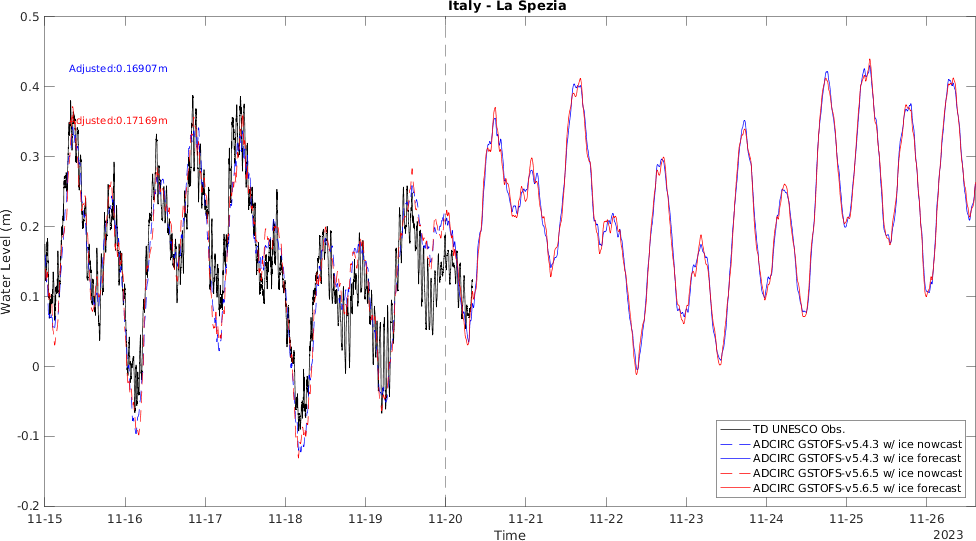 Italy - La Spezia
Water Level (m)
0.5
0.4
0.3
0.2
0.1
0
-0.1
-0.2
Adjusted:0.16907m
Adjusted:0.17169m
TD UNESCO Obs.
ADCIRC GSTOFS-v5.4.3 w/ ice nowcast
ADCIRC GSTOFS-v5.4.3 w/ ice forecast
ADCIRC GSTOFS-v5.6.5 w/ ice nowcast
ADCIRC GSTOFS-v5.6.5 w/ ice forecast
11-15 11-16 11-17 11-18 11-19 11-20 11-21 11-22 11-23 11-24 11-25 11-26
Time
2023